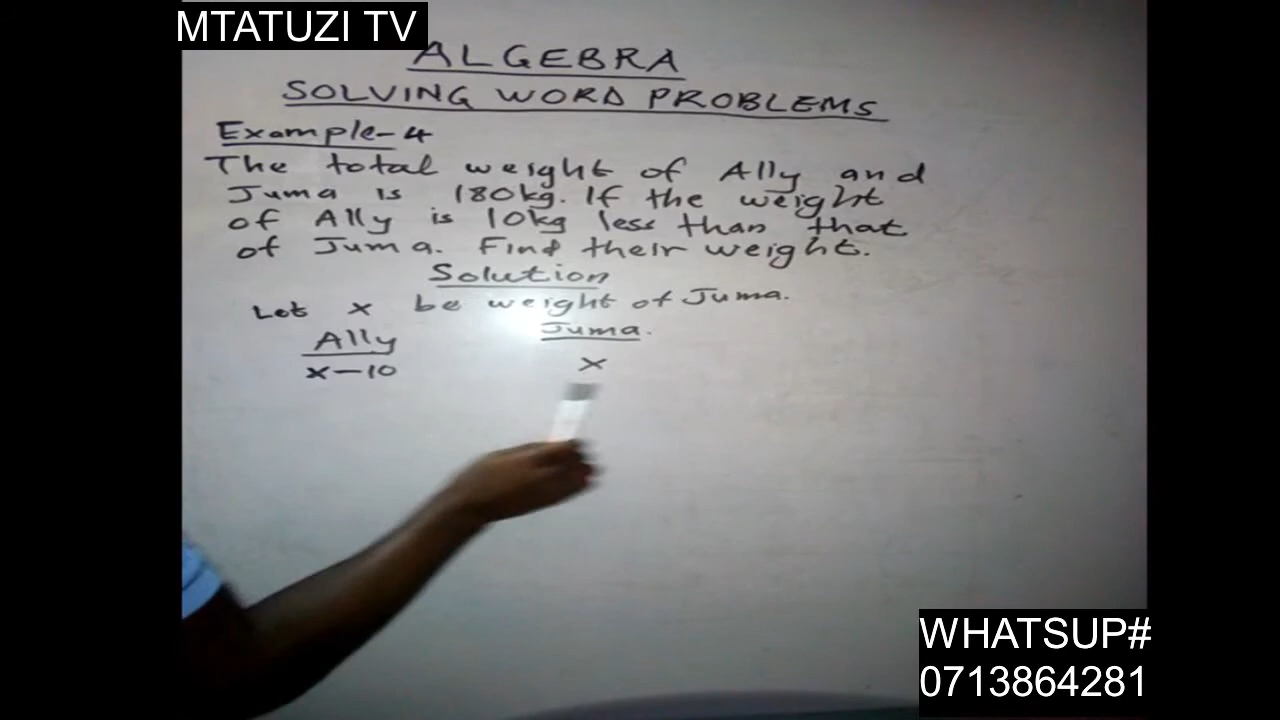 MTATUZI TV
ALGEBRA
SOLVING WORD PROBLEMS
Example-4
The total weight of Ally and
Juma is 180kg. If the weight
of Ally is 10kg less than that
of Juma. Find their weight.
Solution
Let x be weight of Juma.
Ally Juma.
x-10 x
WHATSUP#
0713864281